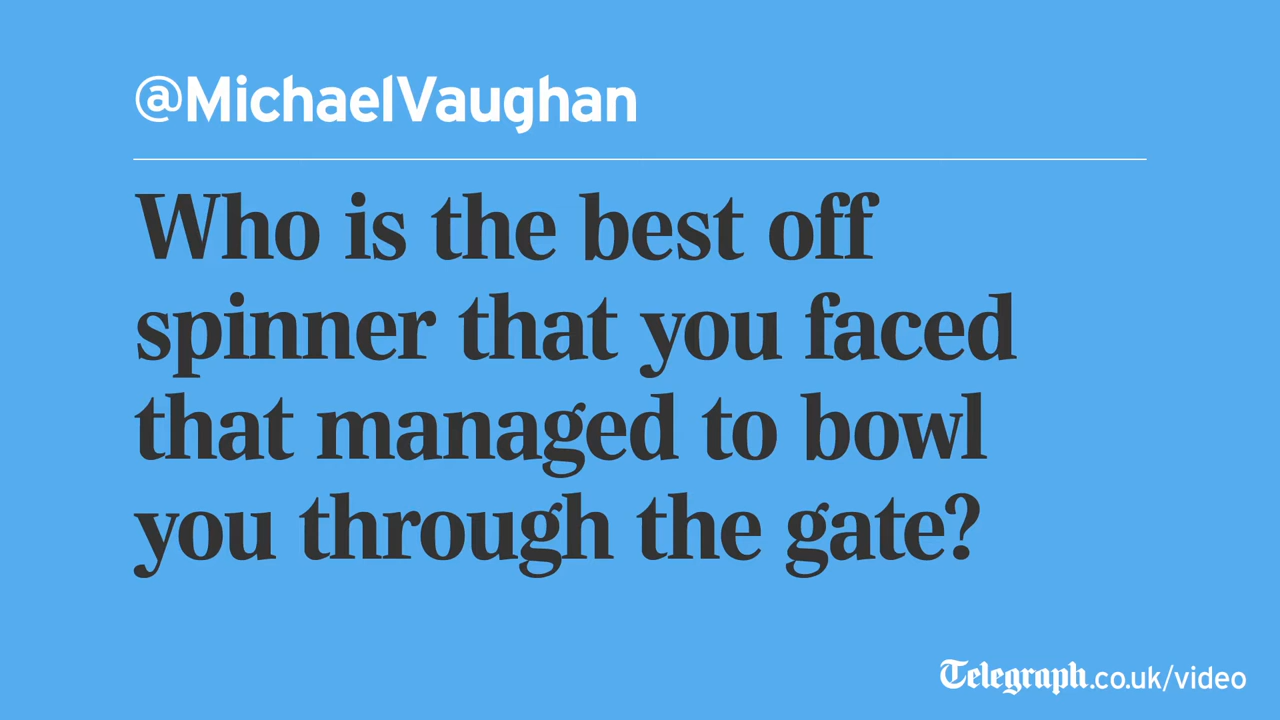 @MichaelVaughan
Who is the best off
spinner that you faced
that managed to bowl
you through the gate?
Telegraph.co.uk/video